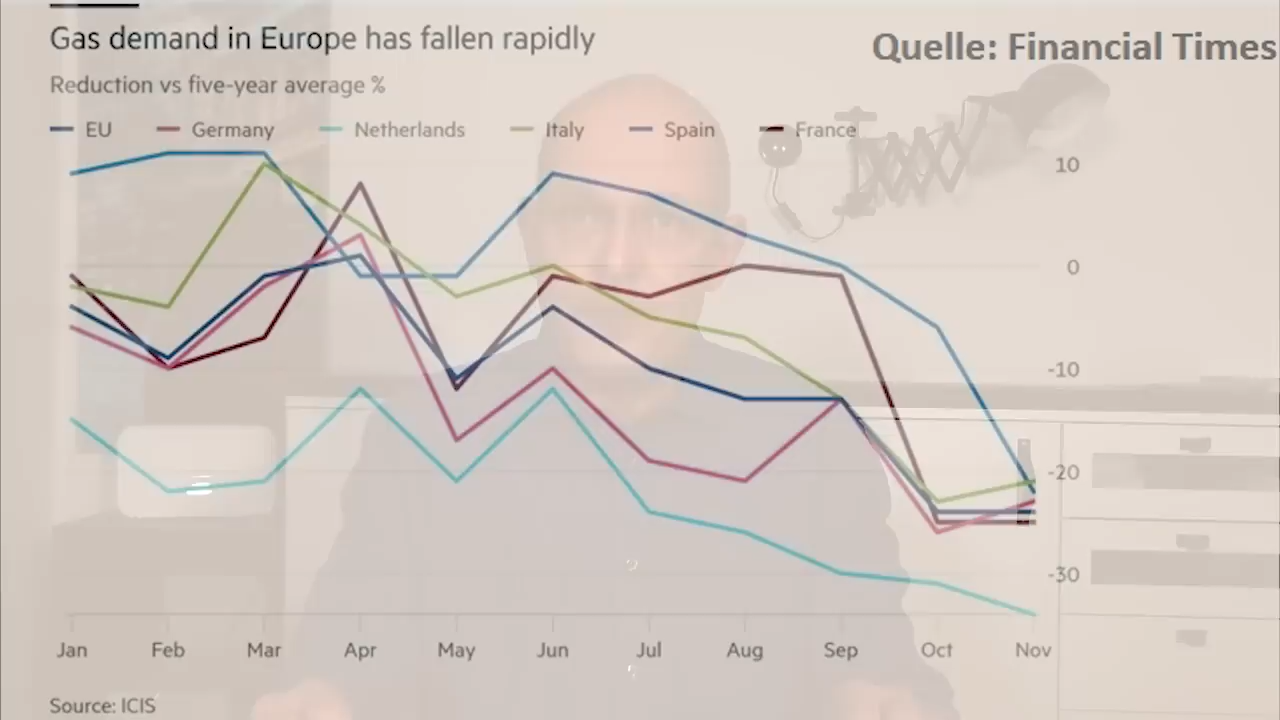 Gas demand in Europe has fallen rapidly
Quelle: Financial Times
Reduction vs five-year average %
EU Germany Netherlands Italy Spain France
10
0
-10
-20
-30
Jan Feb Mar Apr May Jun Jul Aug Sep Oct Nov
Source: ICIS